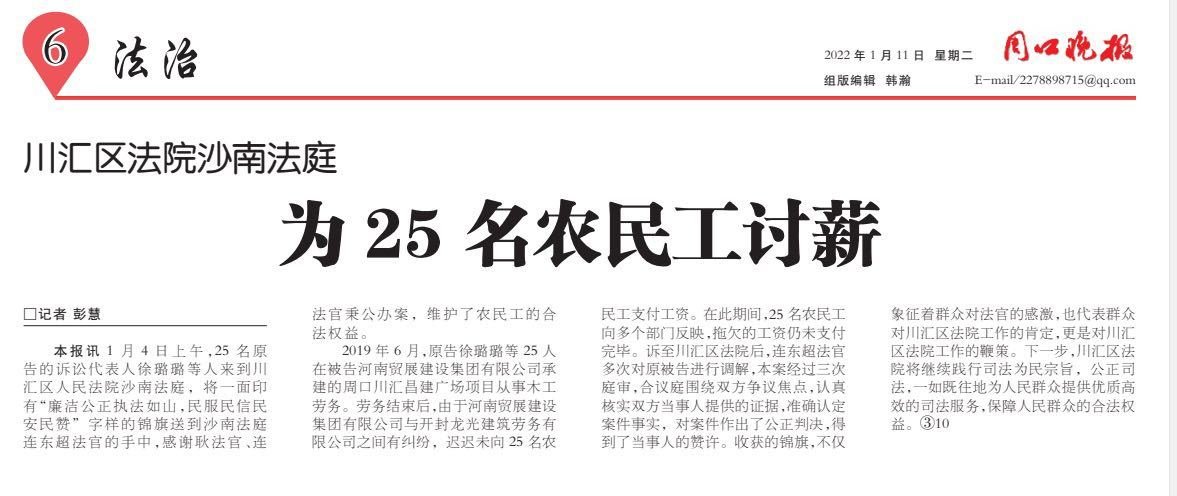 6
法治
2022 年 1 月 11 日 星期二
周口晚报
组版编辑 韩瀚
E-mail/2278898715@qq.com
川汇区法院沙南法庭
为 25 名农民工讨薪
□记者 彭慧
本报讯 1 月 4 日上午,25 名原
告的诉讼代表人徐璐璐等人来到川
汇区人民法院沙南法庭，将一面印
有“廉洁公正执法如山,民服民信民
安民赞”字样的锦旗送到沙南法庭
连东超法官的手中,感谢耿法官、连
法官秉公办案，维护了农民工的合
法权益。
2019 年 6 月,原告徐璐璐等 25 人
在被告河南贸展建设集团有限公司承
建的周口川汇昌建广场项目从事木工
劳务。劳务结束后,由于河南贸展建设
集团有限公司与开封龙光建筑劳务有
限公司之间有纠纷，迟迟未向 25 名农
民工支付工资。在此期间,25 名农民工
向多个部门反映,拖欠的工资仍未支付
完毕。诉至川汇区法院后,连东超法官
多次对原被告进行调解,本案经过三次
庭审,合议庭围绕双方争议焦点,认真
核实双方当事人提供的证据,准确认定
案件事实，对案件作出了公正判决,得
到了当事人的赞许。收获的锦旗,不仅
象征着群众对法官的感激,也代表群众
对川汇区法院工作的肯定,更是对川汇
区法院工作的鞭策。下一步,川汇区法
院将继续践行司法为民宗旨，公正司
法,一如既往地为人民群众提供优质高
效的司法服务,保障人民群众的合法权
益。③10